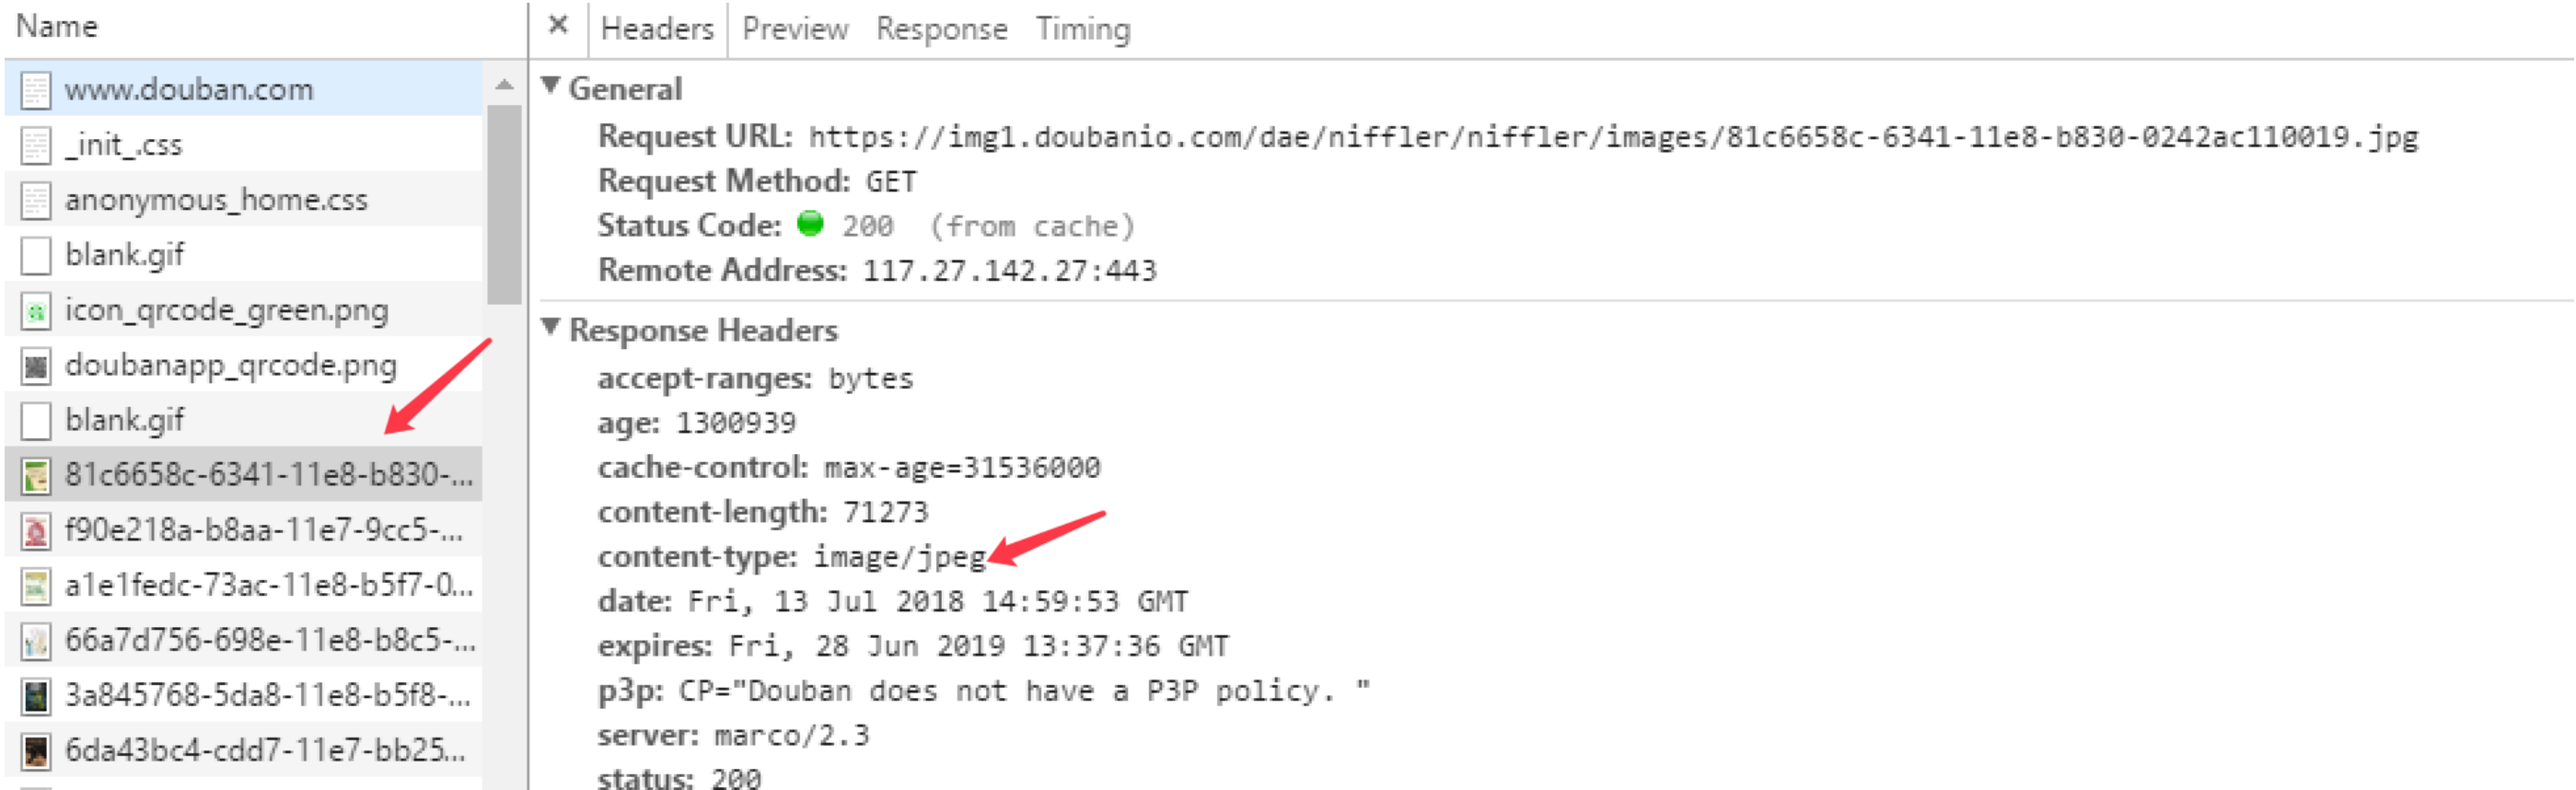 Name
www.douban.com
_init_.css
anonymous_home.css
blank.gif
icon_qrcode_green.png
doubanapp_qrcode.png
blank.gif
81c6658c-6341-11e8-b830-...
f90e218a-b8aa-11e7-9cc5-...
a1e1fedc-73ac-11e8-b5f7-0...
66a7d756-698e-11e8-b8c5-...
3a845768-5da8-11e8-b5f8-...
6da43bc4-cdd7-11e7-bb25...
× Headers Preview Response Timing
▼ General
Request URL: https://img1.doubanio.com/dae/niffler/niffler/images/81c6658c-6341-11e8-b830-0242ac110019.jpg
Request Method: GET
Status Code: 200 (from cache)
Remote Address: 117.27.142.27:443
▼ Response Headers
accept-ranges: bytes
age: 1300939
cache-control: max-age=31536000
content-length: 71273
content-type: image/jpeg
date: Fri, 13 Jul 2018 14:59:53 GMT
expires: Fri, 28 Jun 2019 13:37:36 GMT
p3p: CP="Douban does not have a P3P policy. "
server: marco/2.3
status: 200